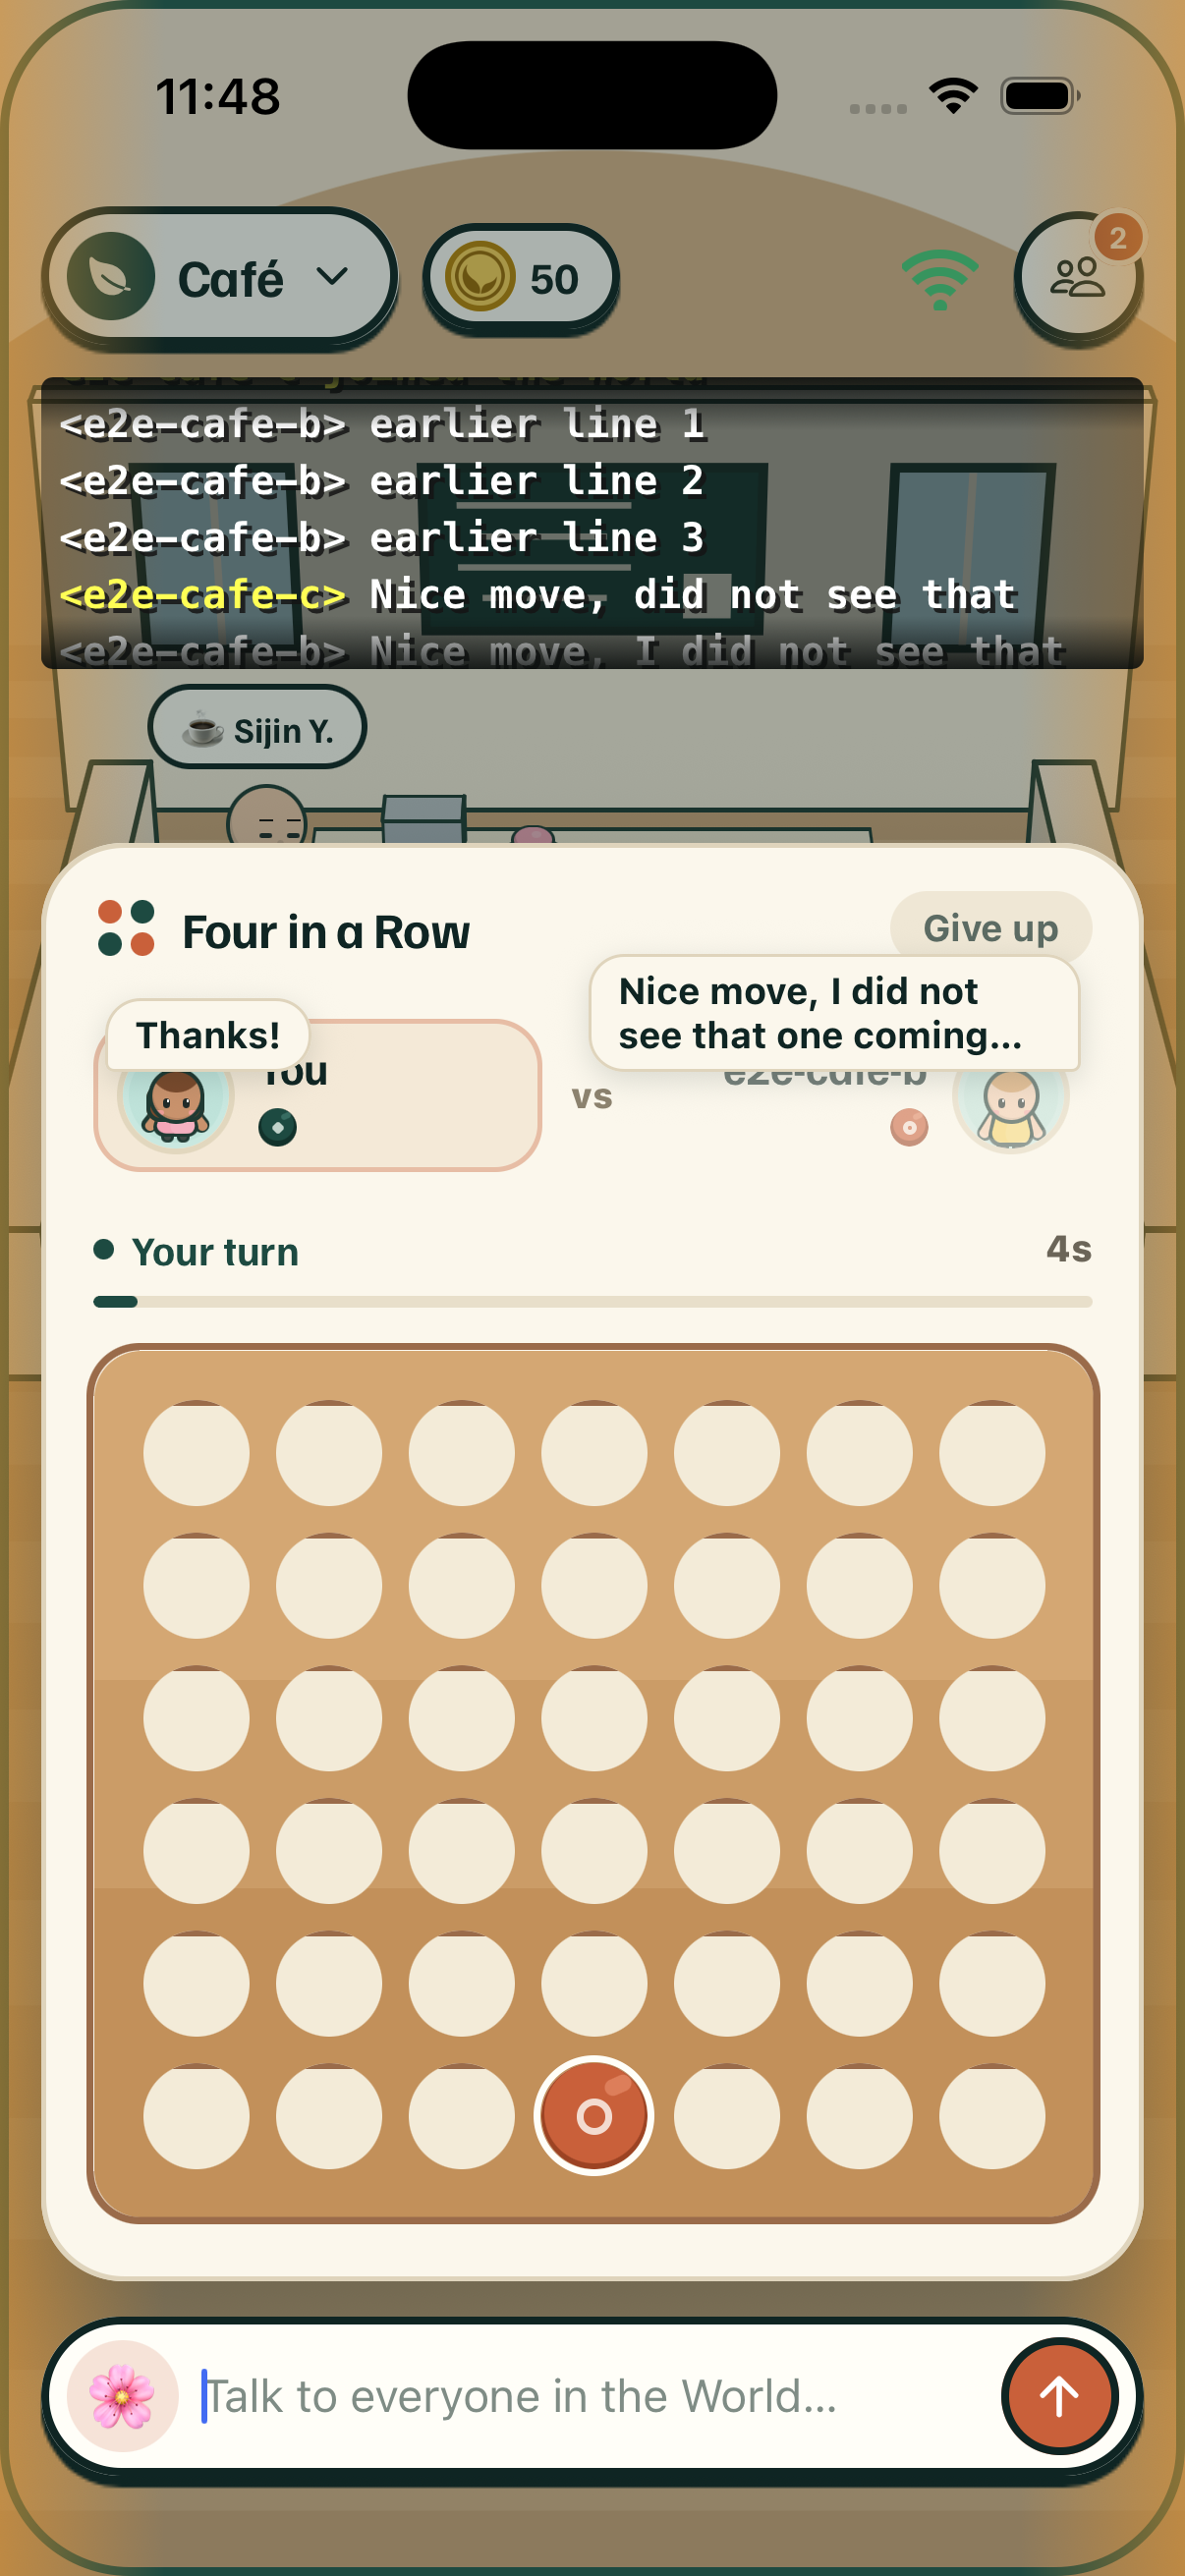 11:48
Café
50
2
<e2e-cafe-b> earlier line 1
<e2e-cafe-b> earlier line 2
<e2e-cafe-b> earlier line 3
<e2e-cafe-c> Nice move, did not see that
<e2e-cafe-b> Nice move, I did not see that
☕ Sijin Y.
Four in a Row
Give up
Nice move, I did not
see that one coming...
Thanks!
You
vs
e2e-cafe-b
Your turn
4s
Talk to everyone in the World...